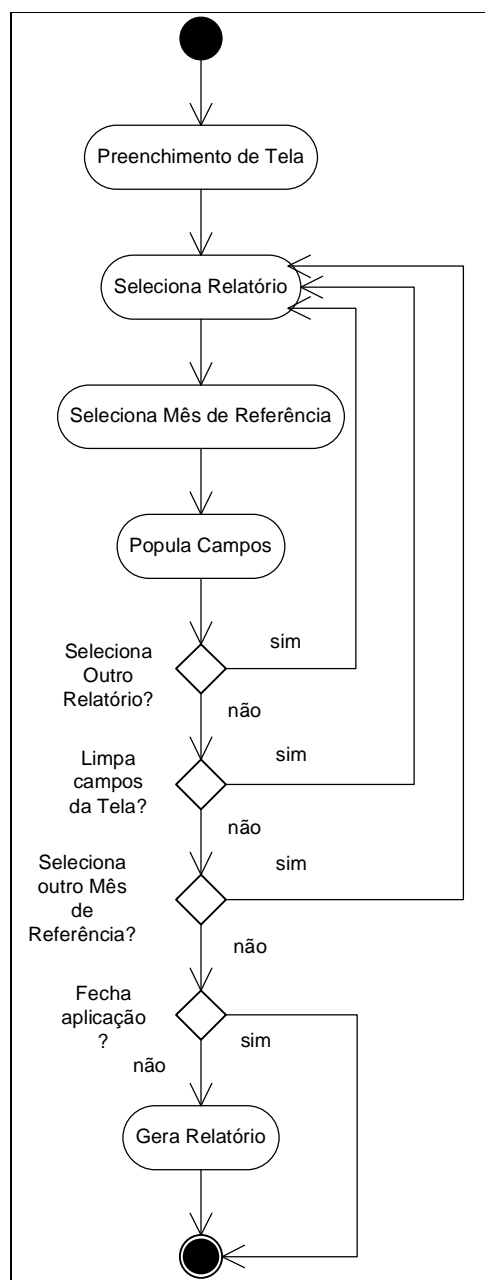 Preenchimento de Tela
Seleciona Relatório
Seleciona Mês de Referência
Popula Campos
Seleciona
Outro
Relatório?
sim
não
Limpa
campos
da Tela?
sim
não
Seleciona
outro Mês
de
Referência?
sim
não
Fecha
aplicação
?
sim
não
Gera Relatório